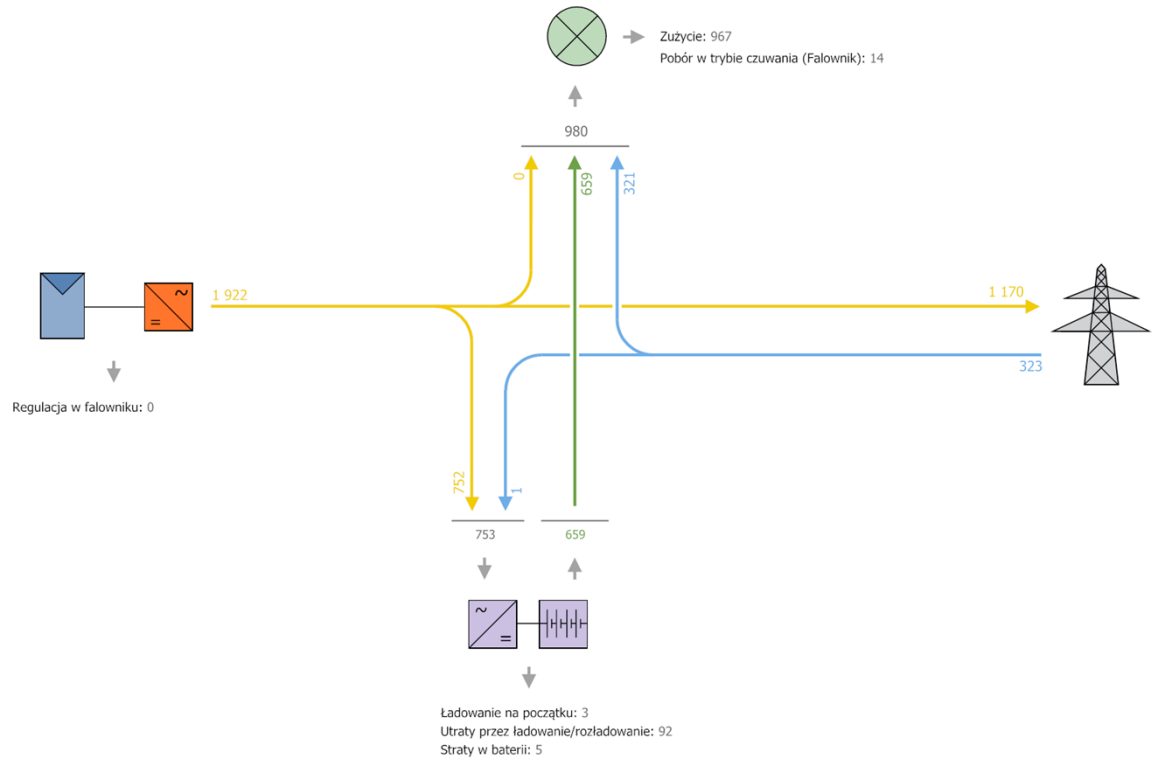 Zużycie: 967
Pobór w trybie czuwania (Falownik): 14
980
0
659
321
1 922
1 170
323
Regulacja w falowniku: 0
752
1
753
659
Ładowanie na początku: 3
Utraty przez ładowanie/rozładowanie: 92
Straty w baterii: 5